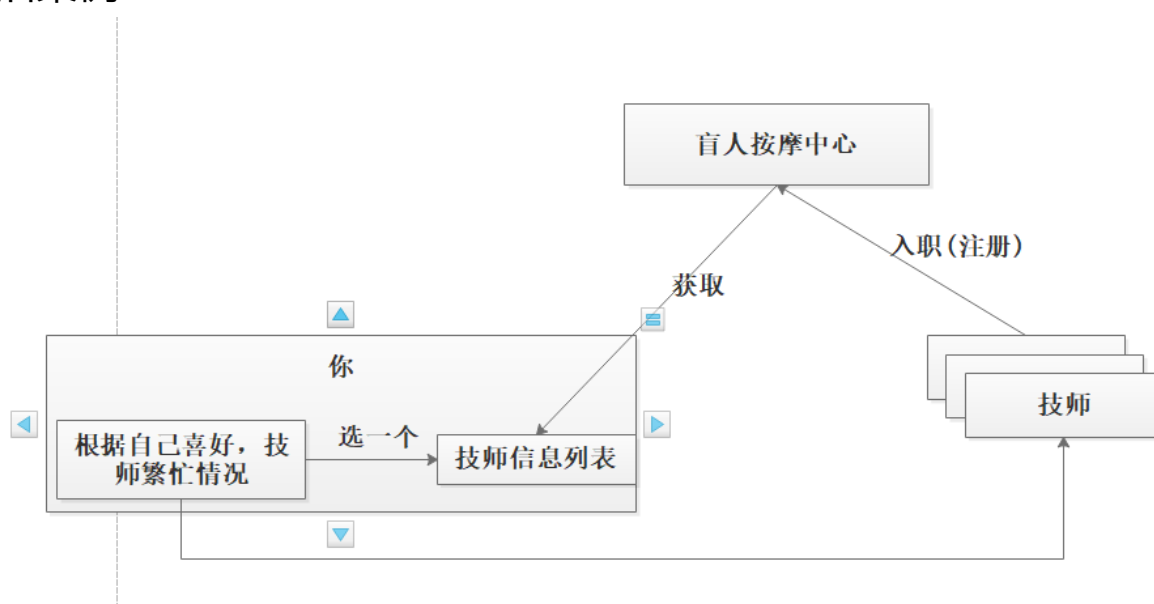 盲人按摩中心
入职(注册)
获取
你
技师
根据自己喜好，技
师繁忙情况
选一个
技师信息列表